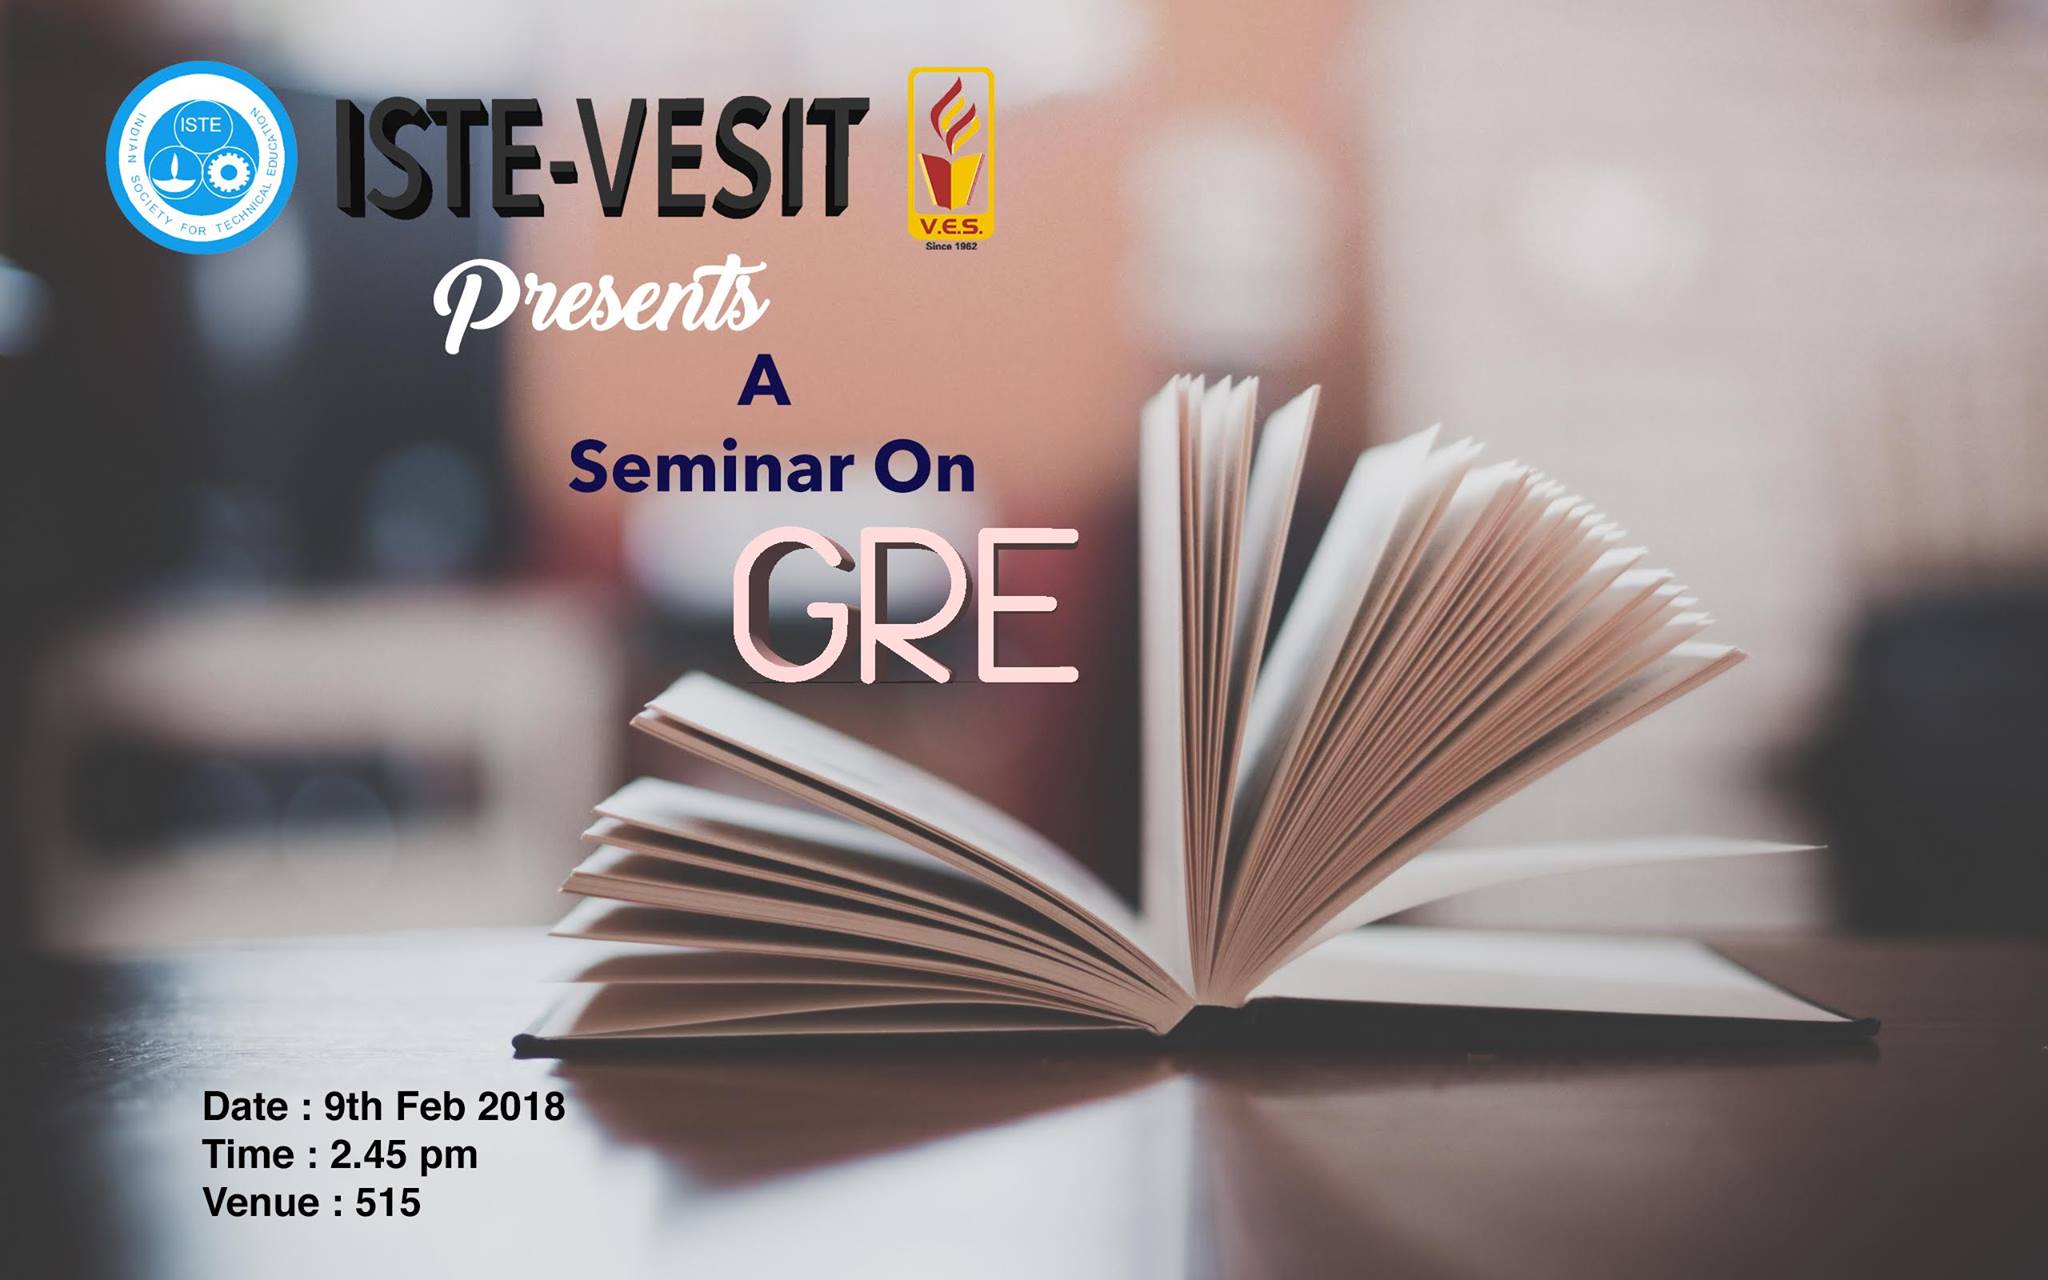 ISTE
INDIAN SOCIETY FOR TECHNICAL EDUCATION
ISTE-VESIT
V.E.S.
Since 1962
Presents
A
Seminar On
GRE
Date : 9th Feb 2018
Time : 2.45 pm
Venue : 515